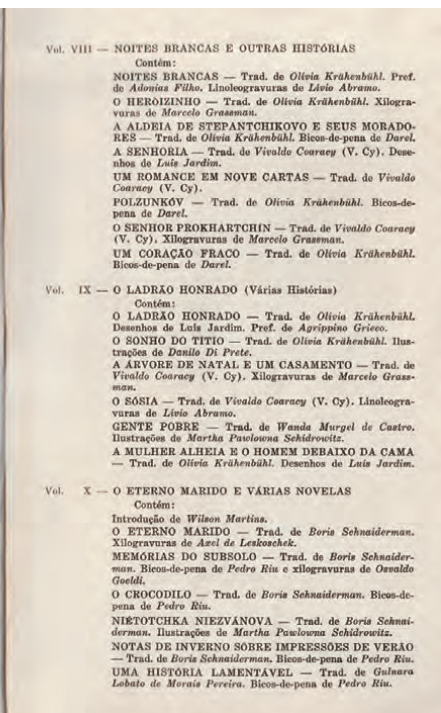 Vol. VIII — NOITES BRANCAS E OUTRAS HISTÓRIAS
Contém:
NOITES BRANCAS — Trad. de Olivia Krähenbühl. Pref.
de Adonias Filho. Linoleogravuras de Livio Abramo.
O HEROIZINHO — Trad. de Olivia Krähenbühl. Xilogra-
vuras de Marcelo Grassman.
A ALDEIA DE STEPANTCHIKOVO E SEUS MORADO-
RES — Trad. de Olivia Krähenbühl. Bicos-de-pena de Darel.
A SENHORIA — Trad. de Vivaldo Coaracy (V. Cy). Dese-
nhos de Luis Jardim.
UM ROMANCE EM NOVE CARTAS — Trad. de Vivaldo
Coaracy (V. Cy).
POLZUNKÓV — Trad. de Olivia Krähenbühl. Bicos-de-
pena de Darel.
O SENHOR PROKHARTCHIN — Trad. de Vivaldo Coaracy
(V. Cy). Xilogravuras de Marcelo Grassman.
UM CORAÇÃO FRACO — Trad. de Olivia Krähenbühl.
Bicos-de-pena de Darel.
Vol. IX — O LADRÃO HONRADO (Várias Histórias)
Contém:
O LADRÃO HONRADO — Trad. de Olivia Krähenbühl.
Desenhos de Luis Jardim. Pref. de Agrippino Grieco.
O SONHO DO TITIO — Trad. de Olivia Krähenbühl. Ilus-
trações de Danilo Di Prete.
A ÁRVORE DE NATAL E UM CASAMENTO — Trad. de
Vivaldo Coaracy (V. Cy). Xilogravuras de Marcelo Grass-
man.
O SÓSIA — Trad. de Vivaldo Coaracy (V. Cy). Linoleogra-
vuras de Livio Abramo.
GENTE POBRE — Trad. de Wanda Murgel de Castro.
Ilustrações de Martha Pawlowna Schidrowitz.
A MULHER ALHEIA E O HOMEM DEBAIXO DA CAMA
— Trad. de Olivia Krähenbühl. Desenhos de Luis Jardim.
Vol. X — O ETERNO MARIDO E VÁRIAS NOVELAS
Contém:
Introdução de Wilson Martins.
O ETERNO MARIDO — Trad. de Boris Schnaiderman.
Xilogravuras de Axel de Leskoschek.
MEMÓRIAS DO SUBSOLO — Trad. de Boris Schnaider-
man. Bicos-de-pena de Pedro Riu e xilogravuras de Osvaldo
Goeldi.
O CROCODILO — Trad. de Boris Schnaiderman. Bicos-de-
pena de Pedro Riu.
NIÉTOTCHKA NIEZVÁNOVA — Trad. de Boris Schnai-
derman. Ilustrações de Martha Pawlowna Schidrowitz.
NOTAS DE INVERNO SÔBRE IMPRESSÕES DE VERÃO
— Trad. de Boris Schnaiderman. Bicos-de-pena de Pedro Riu.
UMA HISTÓRIA LAMENTÁVEL — Trad. de Gulnara
Lobato de Morais Pereira. Bicos-de-pena de Pedro Riu.